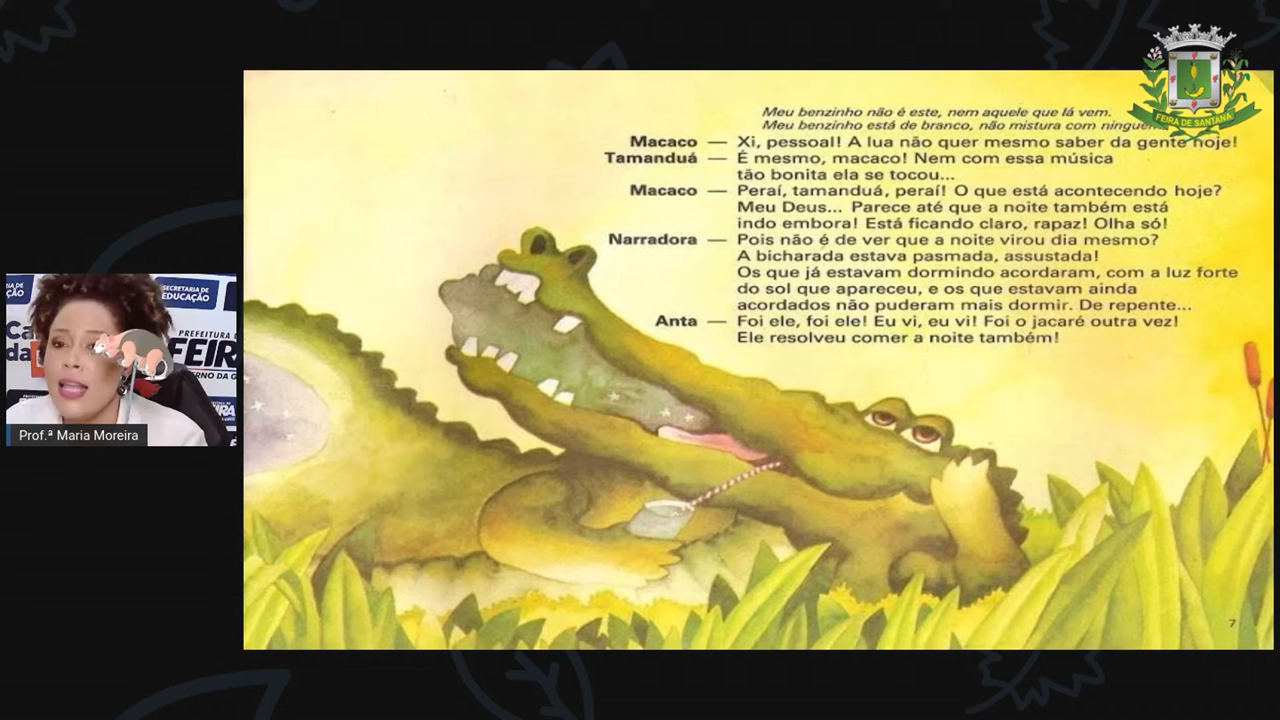 Meu benzinho não é este, nem aquele que lá vem.
Meu benzinho está de branco, não mistura com
Macaco — Xi, pessoal! A lua não quer mesmo saber da gente hoje!
Tamanduá — É mesmo, macaco! Nem com essa música
tão bonita ela se tocou...
Macaco — Peraí, tamanduá, peraí! O que está acontecendo hoje?
Meu Deus... Parece até que a noite também está
indo embora! Está ficando claro, rapaz! Olha só!
Narradora — Pois não é de ver que a noite virou dia mesmo?
A bicharada estava pasmada, assustada!
Os que já estavam dormindo acordaram, com a luz forte
do sol que apareceu, e os que estavam ainda
acordados não puderam mais dormir. De repente...
Anta — Foi ele, foi ele! Eu vi, eu vi! Foi o jacaré outra vez!
Ele resolveu comer a noite também!
7
FEIRA DE SANTANA
SECRETARIA DE
EDUCAÇÃO
PREFEITURA
FEIR
Prof.ª Maria Moreira